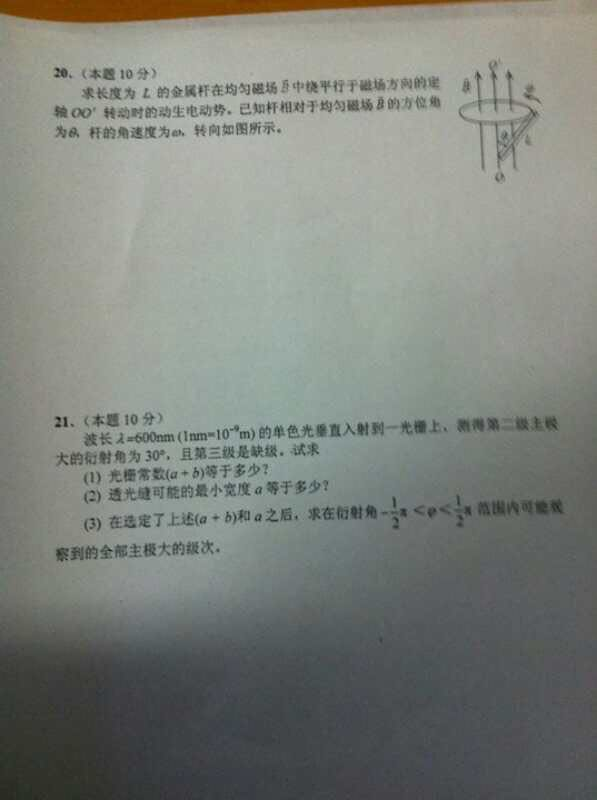 20、（本题 10 分）
求长度为 L 的金属杆在均匀磁场 B⃗ 中绕平行于磁场方向的定
轴 OO′ 转动时的动生电动势。已知杆相对于均匀磁场 B⃗ 的方位角
为θ, 杆的角速度为ω, 转向如图所示。
O′
B⃗
L
θ
O
21、（本题 10 分）
波长 λ=600nm (1nm=10⁻⁹m) 的单色光垂直入射到一光栅上, 测得第二级主极
大的衍射角为 30°, 且第三级是缺级。试求
(1) 光栅常数(a + b)等于多少？
(2) 透光缝可能的最小宽度 a 等于多少？
(3) 在选定了上述(a + b)和 a 之后, 求在衍射角 -1/2π＜φ＜1/2π 范围内可能观
察到的全部主极大的级次。